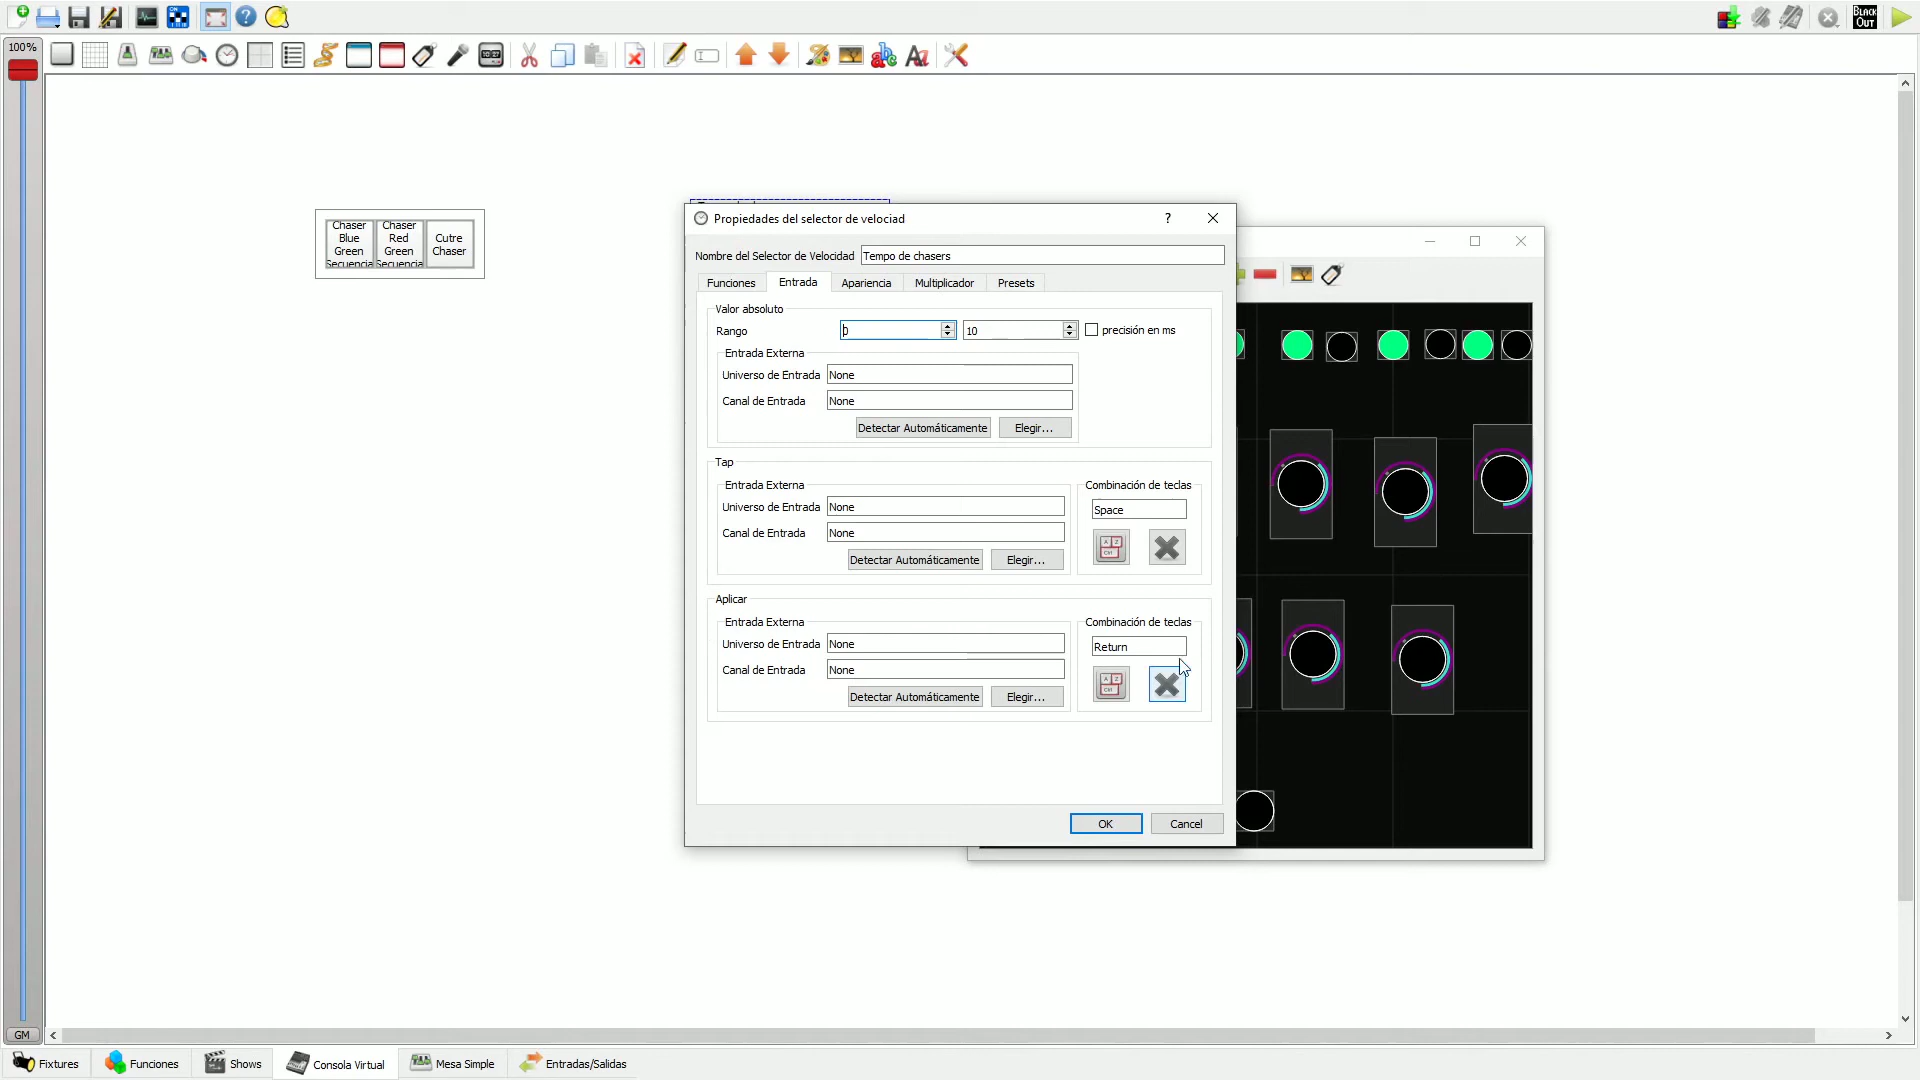 BLACK
OUT
100%
Chaser
Blue
Green
Secuencia
Chaser
Red
Green
Secuencia
Cutre
Chaser
Propiedades del selector de velociad
?
Nombre del Selector de Velocidad
Tempo de chasers
Funciones
Entrada
Apariencia
Multiplicador
Presets
Valor absoluto
Rango
0
10
precisión en ms
Entrada Externa
Universo de Entrada
None
Canal de Entrada
None
Detectar Automáticamente
Elegir...
Tap
Entrada Externa
Universo de Entrada
None
Canal de Entrada
None
Detectar Automáticamente
Elegir...
Combinación de teclas
Space
Aplicar
Entrada Externa
Universo de Entrada
None
Canal de Entrada
None
Detectar Automáticamente
Elegir...
Combinación de teclas
Return
OK
Cancel
GM
Fixtures
Funciones
Shows
Consola Virtual
Mesa Simple
Entradas/Salidas